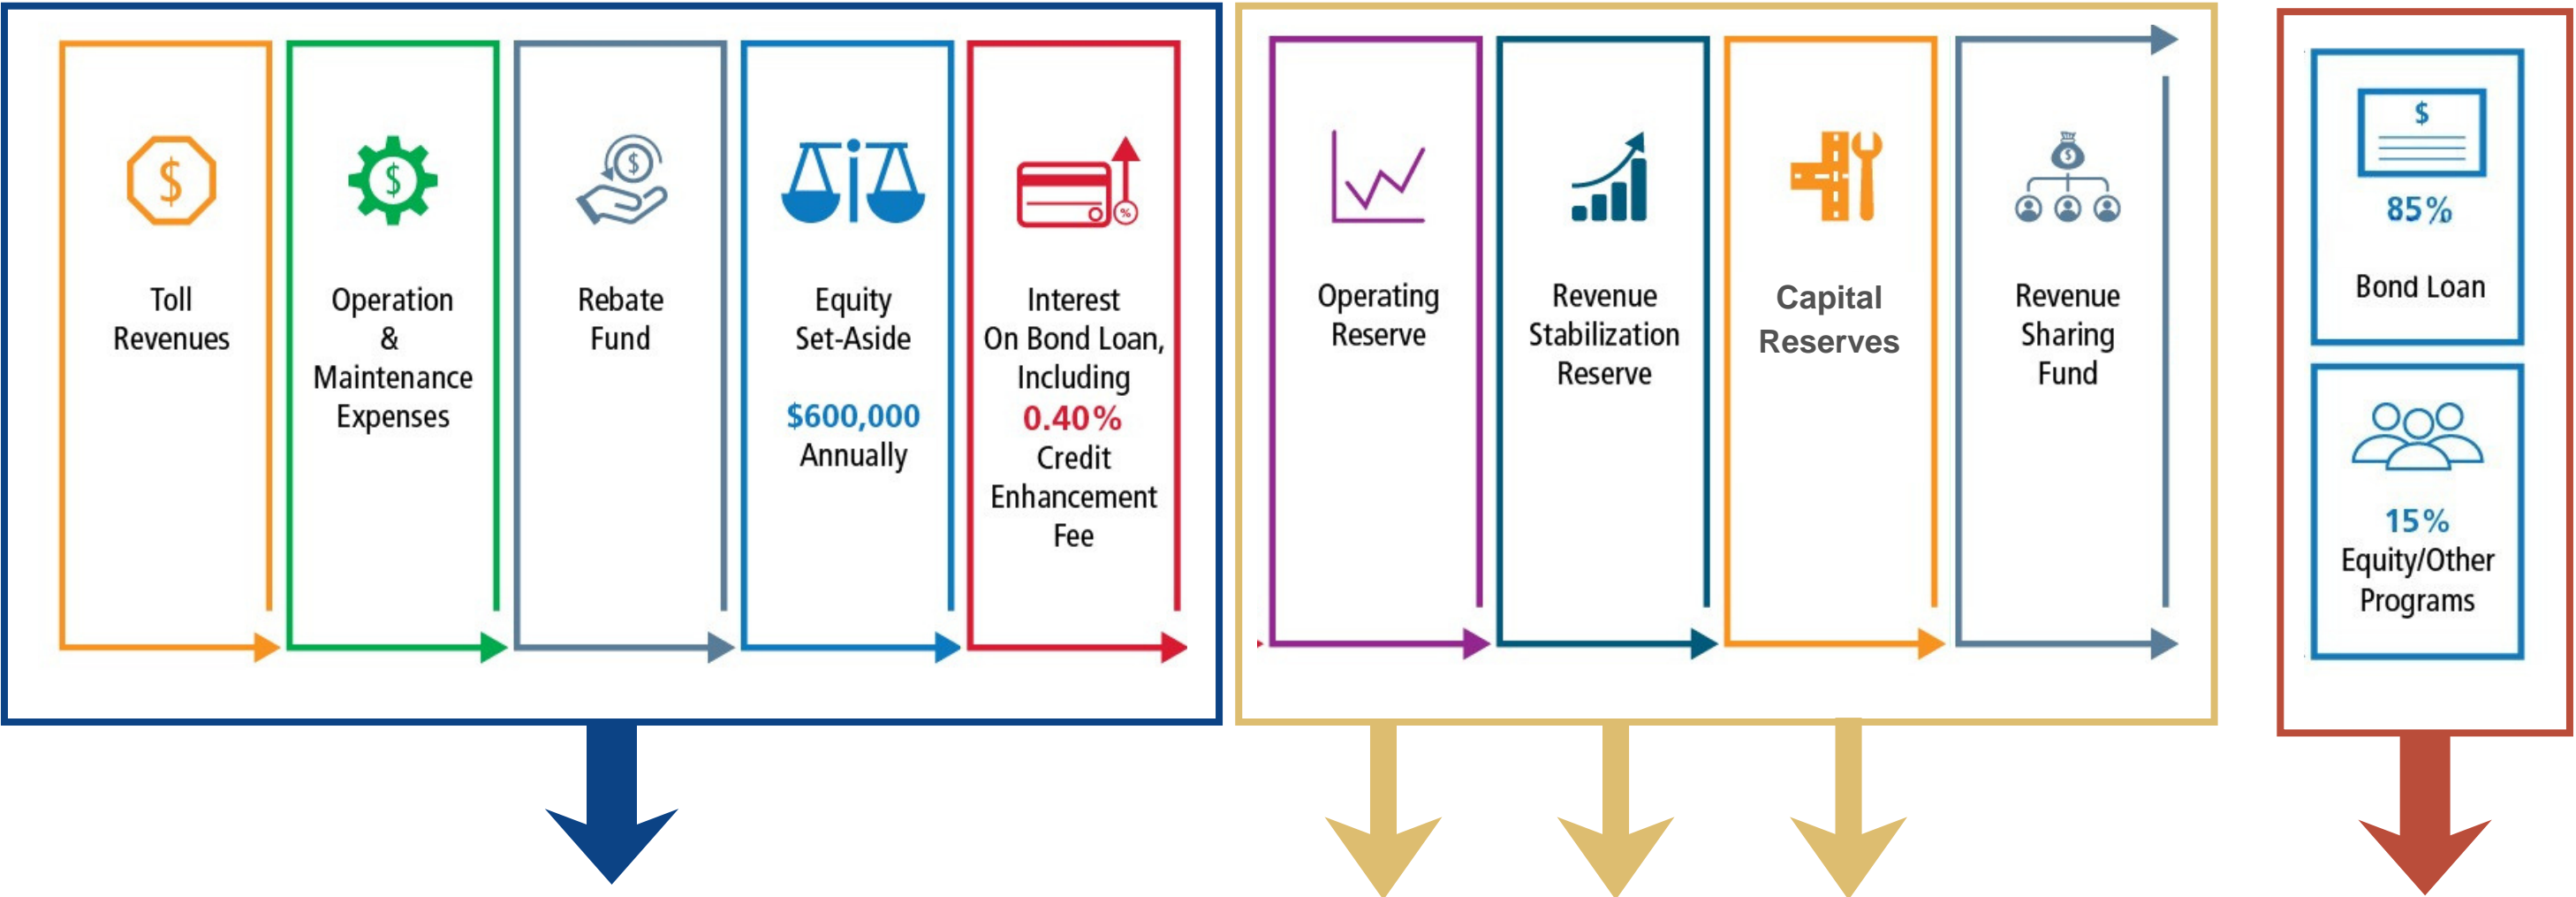 $
Toll
Revenues
$
Operation
&
Maintenance
Expenses
$
Rebate
Fund
Equity
Set-Aside
$600,000
Annually
%
Interest
On Bond Loan,
Including
0.40%
Credit
Enhancement
Fee
Operating
Reserve
Revenue
Stabilization
Reserve
Capital
Reserves
$
Revenue
Sharing
Fund
$
85%
Bond Loan
15%
Equity/Other
Programs